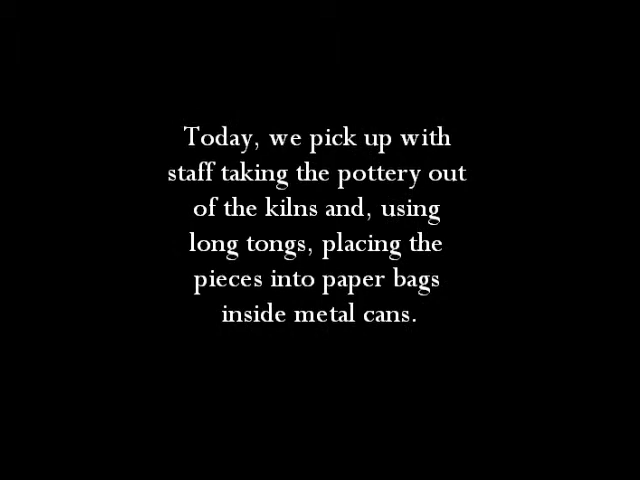 Today, we pick up with
staff taking the pottery out
of the kilns and, using
long tongs, placing the
pieces into paper bags
inside metal cans.